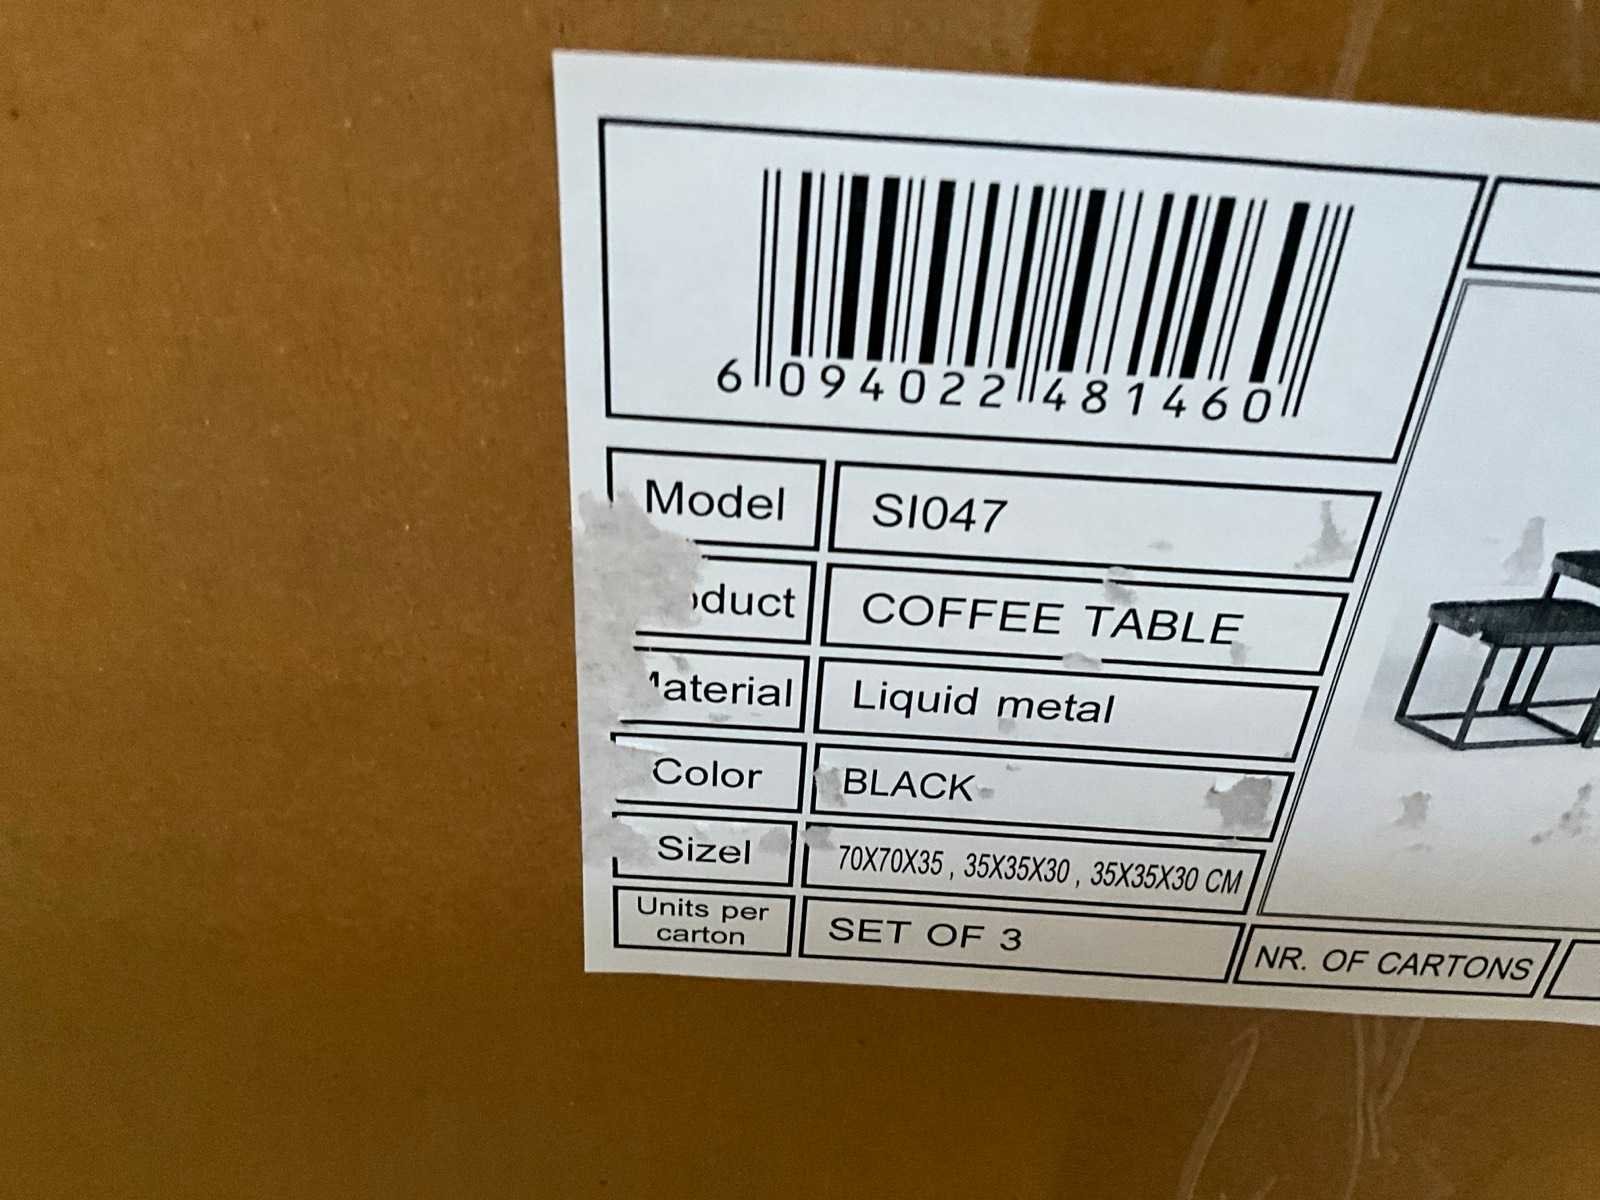 6 094022 481460
Model SI047
duct COFFEE TABLE
aterial Liquid metal
Color BLACK
Sizel 70X70X35 , 35X35X30 , 35X35X30 CM
Units per
carton
SET OF 3
NR. OF CARTONS